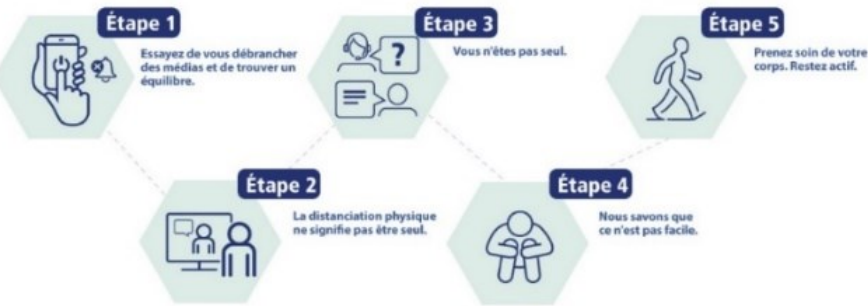 Étape 1
Essayez de vous débrancher
des médias et de trouver un
équilibre.
Étape 2
La distanciation physique
ne signifie pas être seul.
Étape 3
Vous n'êtes pas seul.
?
Étape 4
Nous savons que
ce n'est pas facile.
Étape 5
Prenez soin de votre
corps. Restez actif.